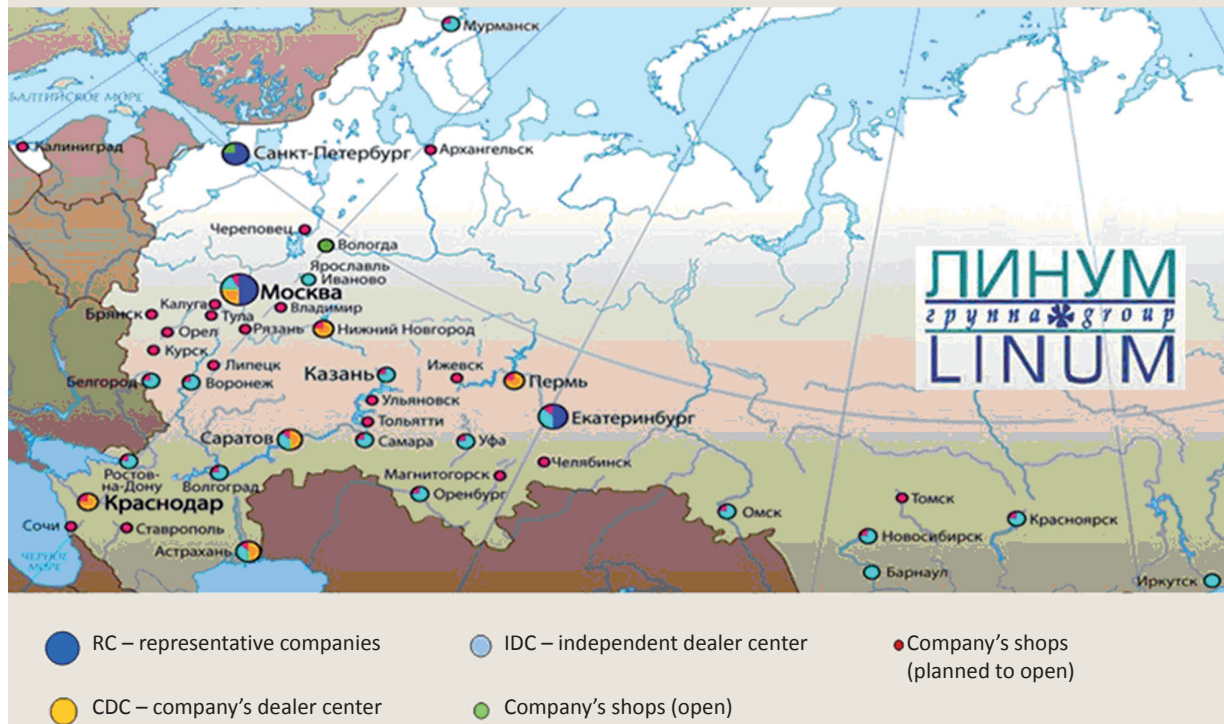 Мурманск
БАЛТИЙСКОЕ МОРЕ
Калининград
Санкт-Петербург
Архангельск
Череповец
Вологда
Ярославль
Иваново
Москва
Владимир
Калуга
Брянск
Тула
Орел
Рязань
Нижний Новгород
Курск
Липецк
Казань
Ижевск
Пермь
Белгород
Воронеж
Ульяновск
Екатеринбург
Тольятти
Саратов
Самара
Уфа
Челябинск
Ростов-
на-Дону
Волгоград
Магнитогорск
Оренбург
Краснодар
Томск
Омск
Красноярск
Сочи
Ставрополь
Новосибирск
Астрахань
ЧЕРНОЕ
МОРЕ
Барнаул
Иркутск
ЛИНУМ
группа group
LINUM
RC – representative companies
IDC – independent dealer center
Company's shops
(planned to open)
CDC – company's dealer center
Company's shops (open)